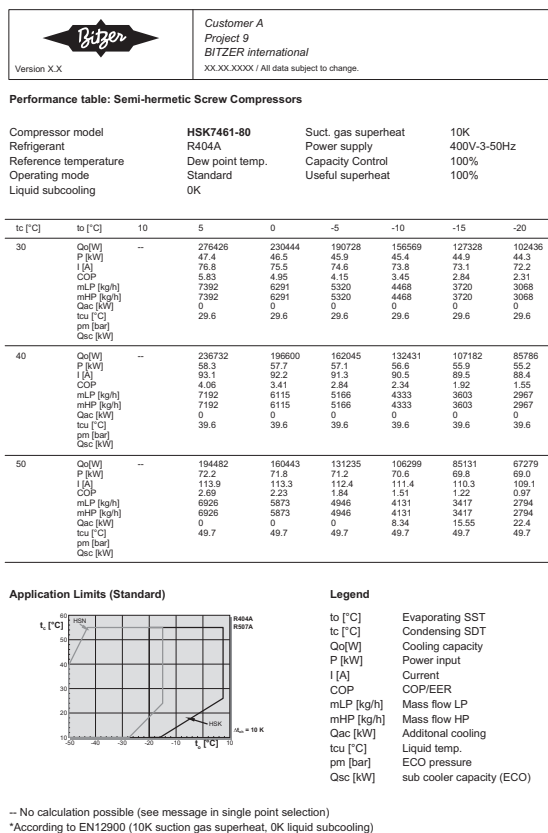 Bitzer
Version X.X
Customer A
Project 9
BITZER international
XX.XX.XXXX / All data subject to change.
Performance table: Semi-hermetic Screw Compressors
Compressor model HSK7461-80 Suct. gas superheat 10K
Refrigerant R404A Power supply 400V-3-50Hz
Reference temperature Dew point temp. Capacity Control 100%
Operating mode Standard Useful superheat 100%
Liquid subcooling 0K
tc [°C] to [°C] 10 5 0 -5 -10 -15 -20
30 Qo[W] -- 276426 230444 190728 156569 127328 102436
P [kW] 47.4 46.5 45.9 45.4 44.9 44.3
I [A] 76.8 75.5 74.6 73.8 73.1 72.2
COP 5.83 4.95 4.15 3.45 2.84 2.31
mLP [kg/h] 7392 6291 5320 4468 3720 3068
mHP [kg/h] 7392 6291 5320 4468 3720 3068
Qac [kW] 0 0 0 0 0 0
tcu [°C] 29.6 29.6 29.6 29.6 29.6 29.6
pm [bar]
Qsc [kW]
40 Qo[W] -- 236732 196600 162045 132431 107182 85786
P [kW] 58.3 57.7 57.1 56.6 55.9 55.2
I [A] 93.1 92.2 91.3 90.5 89.5 88.4
COP 4.06 3.41 2.84 2.34 1.92 1.55
mLP [kg/h] 7192 6115 5166 4333 3603 2967
mHP [kg/h] 7192 6115 5166 4333 3603 2967
Qac [kW] 0 0 0 0 0 0
tcu [°C] 39.6 39.6 39.6 39.6 39.6 39.6
pm [bar]
Qsc [kW]
50 Qo[W] -- 194482 160443 131235 106299 85131 67279
P [kW] 72.2 71.8 71.2 70.6 69.8 69.0
I [A] 113.9 113.3 112.4 111.4 110.3 109.1
COP 2.69 2.23 1.84 1.51 1.22 0.97
mLP [kg/h] 6926 5873 4946 4131 3417 2794
mHP [kg/h] 6926 5873 4946 4131 3417 2794
Qac [kW] 0 0 0 8.34 15.55 22.4
tcu [°C] 49.7 49.7 49.7 49.7 49.7 49.7
pm [bar]
Qsc [kW]
Application Limits (Standard)
tc [°C]
60
50
40
30
20
10
HSN
HSK
R404A
R507A
= 10 K
-50 -40 -30 -20 -10 10
to [°C]
Legend
to [°C] Evaporating SST
tc [°C] Condensing SDT
Qo[W] Cooling capacity
P [kW] Power input
I [A] Current
COP COP/EER
mLP [kg/h] Mass flow LP
mHP [kg/h] Mass flow HP
Qac [kW] Additonal cooling
tcu [°C] Liquid temp.
pm [bar] ECO pressure
Qsc [kW] sub cooler capacity (ECO)
-- No calculation possible (see message in single point selection)
*According to EN12900 (10K suction gas superheat, 0K liquid subcooling)